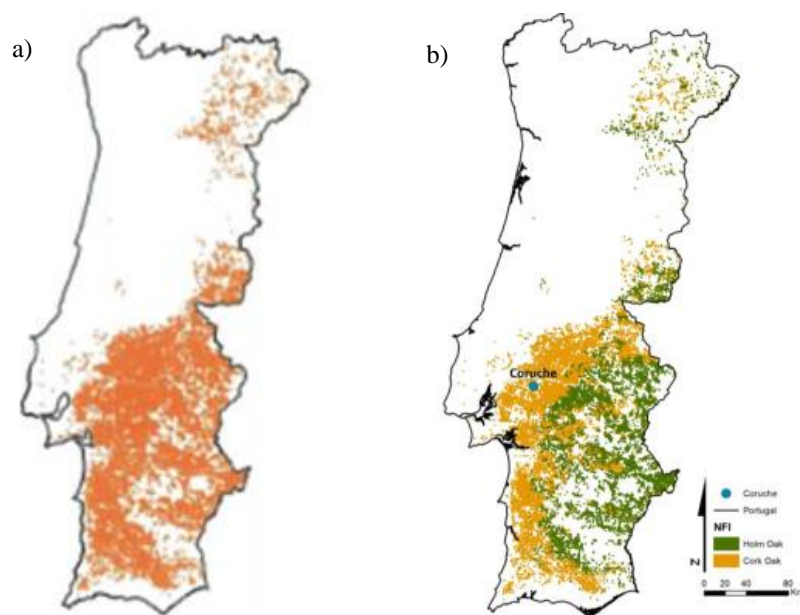 a)
b)
Coruche
Coruche
Portugal
NFI
Holm Oak
Cork Oak
N
0 20 40 80